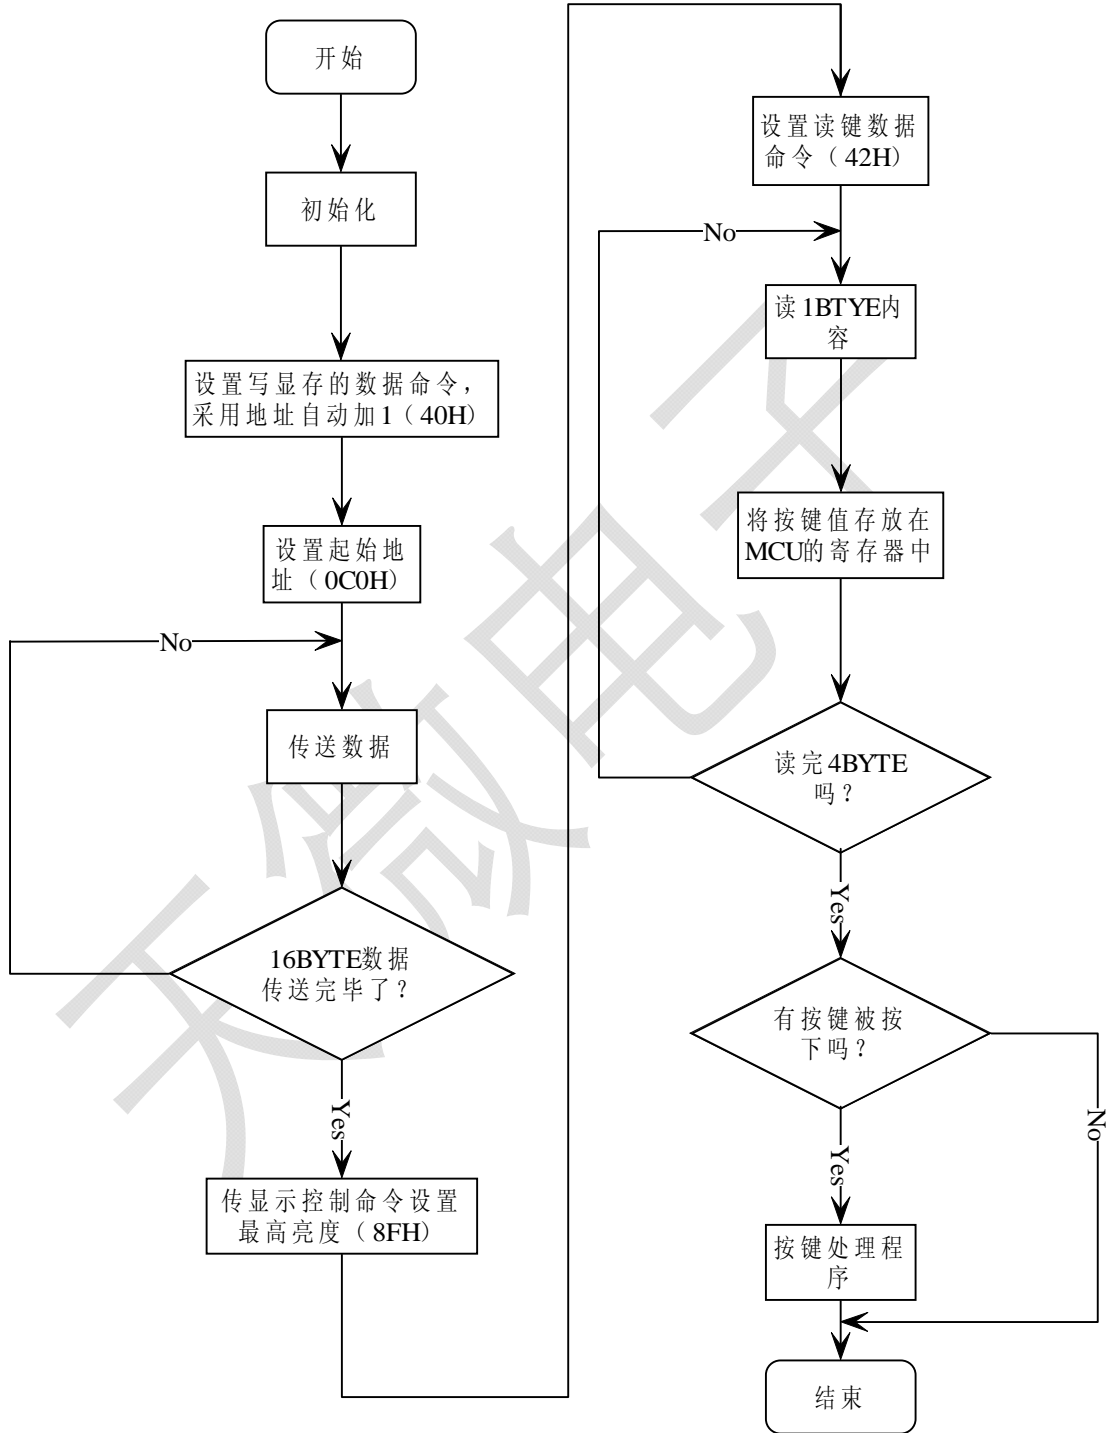 开始
初始化
设置写显存的数据命令，
采用地址自动加1（40H）
设置起始地
址（0C0H）
No
传送数据
16BYTE数据
传送完毕了？
Yes
传显示控制命令设置
最高亮度（8FH）
设置读键数据
命令（42H）
No
读1BTYE内
容
将按键值存放在
MCU的寄存器中
读完4BYTE
吗？
Yes
有按键被按
下吗？
No
Yes
按键处理程
序
结束
天微电子